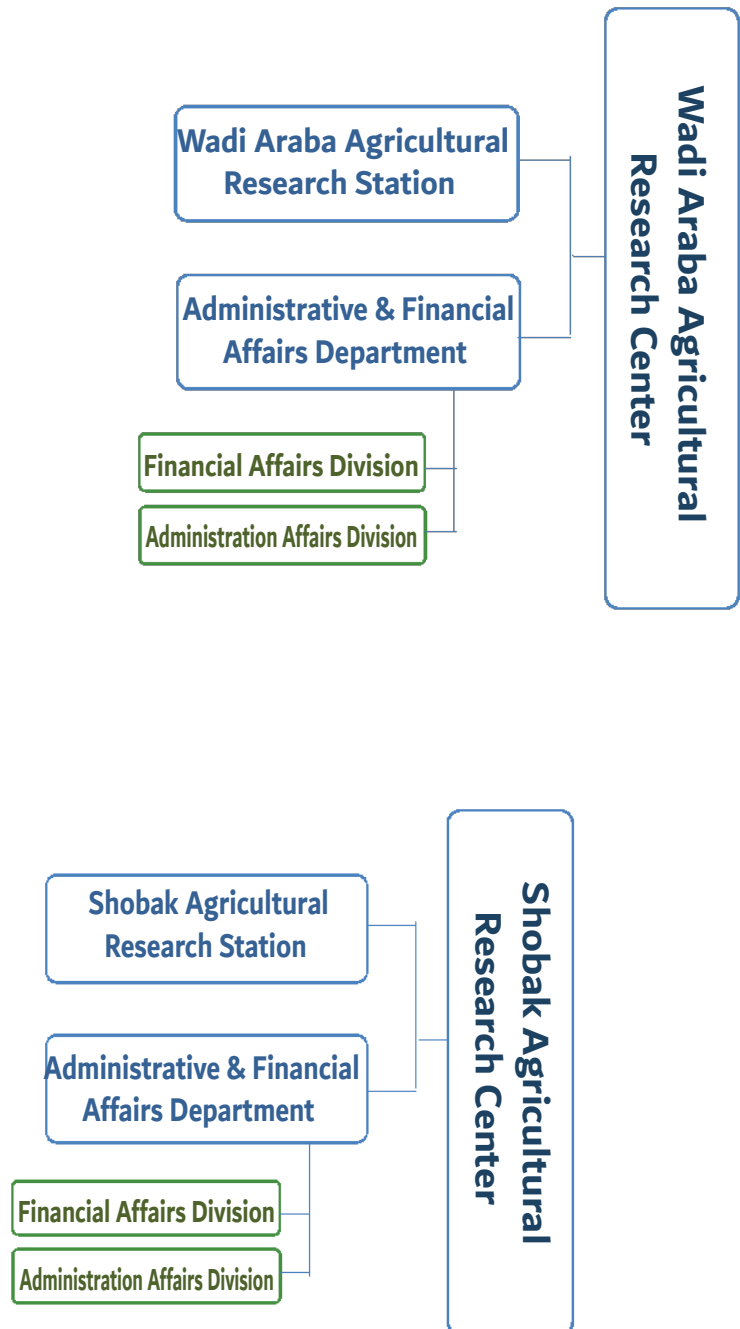 Wadi Araba Agricultural
Research Center
Wadi Araba Agricultural
Research Station
Administrative & Financial
Affairs Department
Financial Affairs Division
Administration Affairs Division
Shobak Agricultural
Research Center
Shobak Agricultural
Research Station
Administrative & Financial
Affairs Department
Financial Affairs Division
Administration Affairs Division